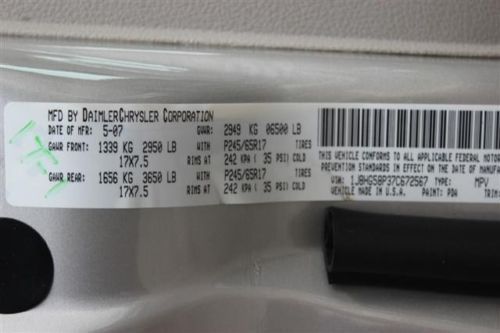 MFD BY DAIMLERCHRYSLER CORPORATION
DATE OF MFR: 5-07 GVWR: 2949 KG 06500 LB
GAWR FRONT: 1339 KG 2950 LB WITH P245/65R17 TIRES
17X7.5 RIMS AT 242 KPA ( 35 PSI) COLD
GAWR REAR: 1656 KG 3650 LB WITH P245/65R17 TIRES
17X7.5 RIMS AT 242 KPA ( 35 PSI) COLD
THIS VEHICLE CONFORMS TO ALL APPLICABLE FEDERAL MOTOR
PREVENTION STANDARDS IN EFFECT ON THE DATE OF MANUFA
VIN: 1J8HG58P37C672567 TYPE: MPV
VEHICLE MADE IN U.S.A. PAINT: PDA